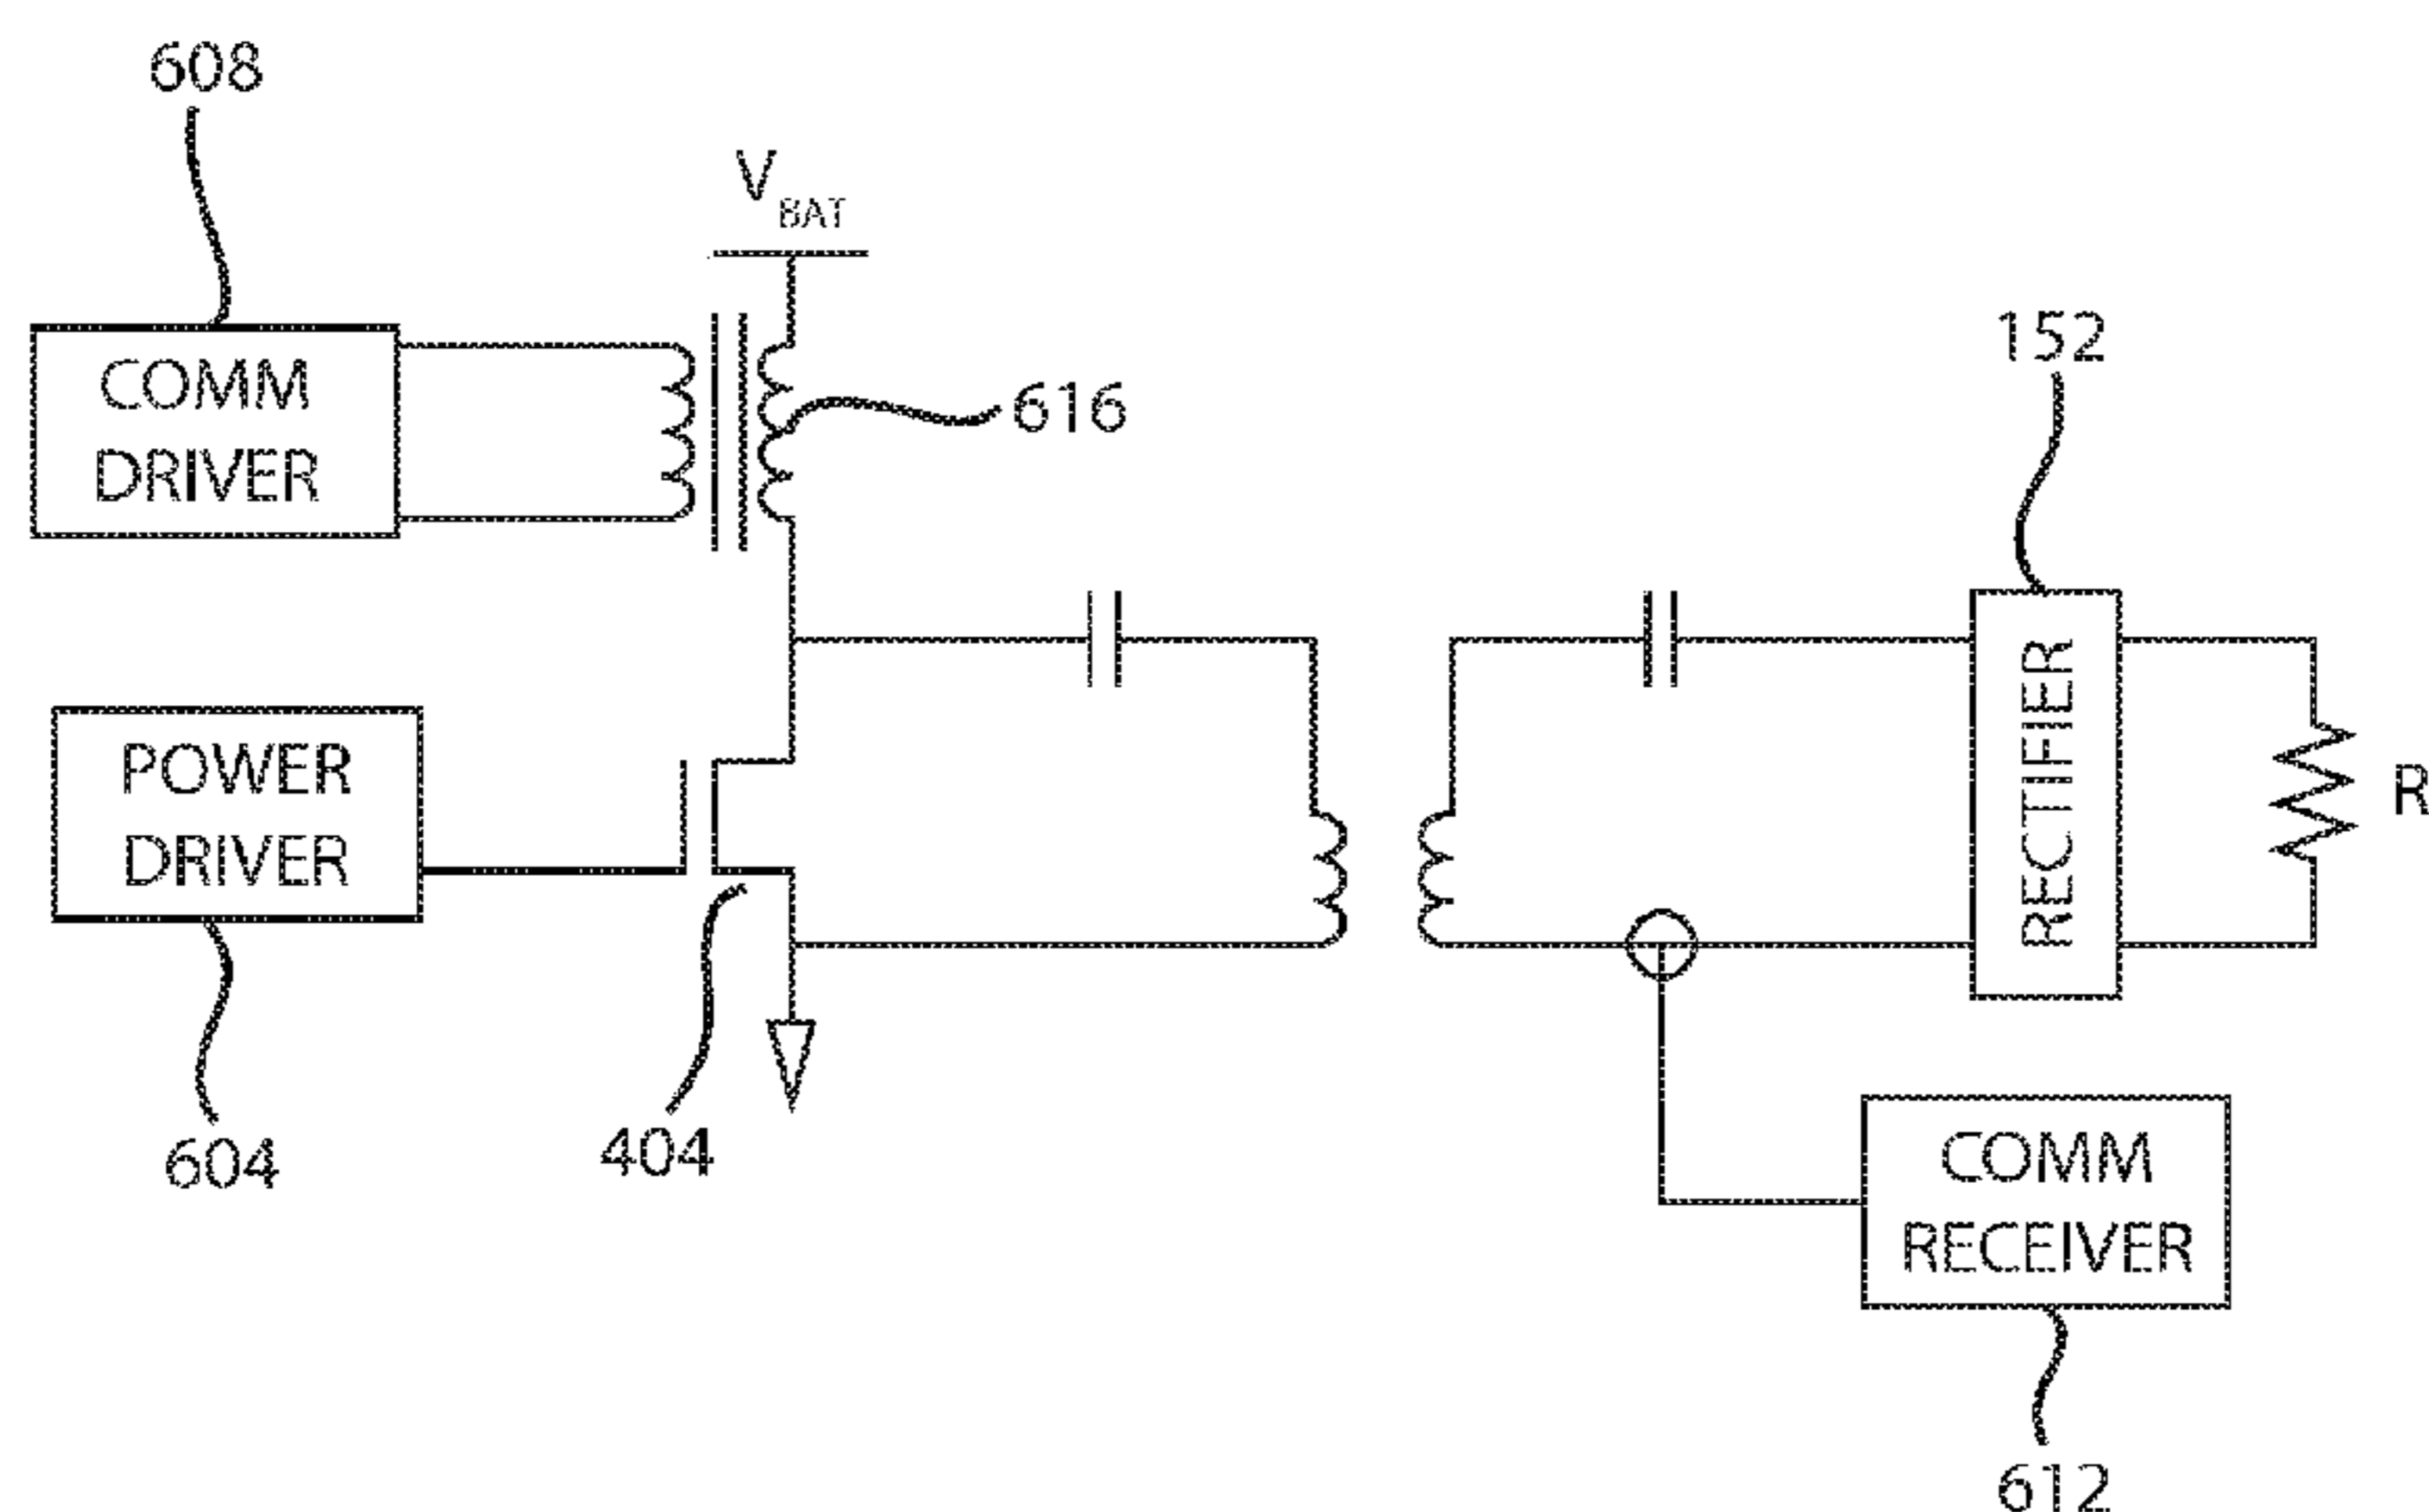 608
V BAT
COMM
DRIVER
616
152
RECTIFIER
POWER
DRIVER
R
604
404
COMM
RECEIVER
612